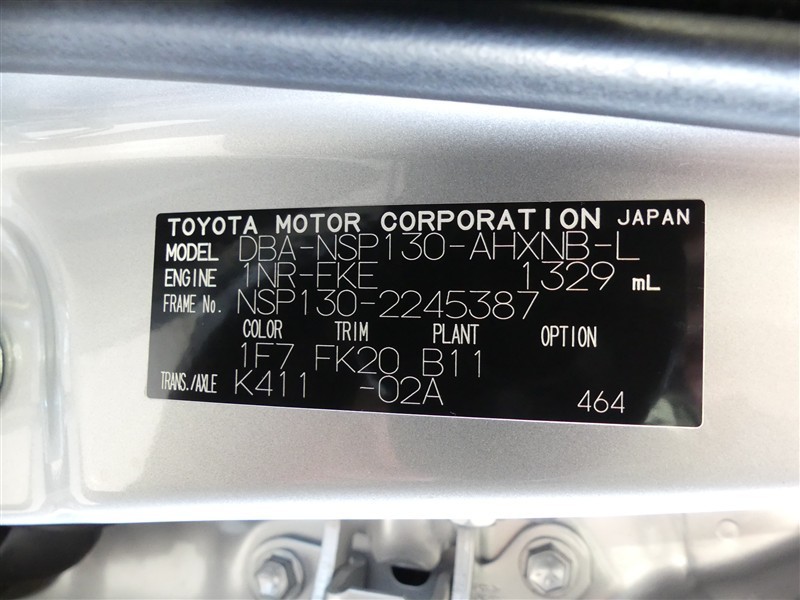 TOYOTA MOTOR CORPORATION JAPAN
MODEL DBA-NSP130-AHXNB-L
ENGINE 1NR-FKE 1329 mL
FRAME No. NSP130-2245387
COLOR TRIM PLANT OPTION
1F7 FK20 B11
TRANS./AXLE K411 -02A
464